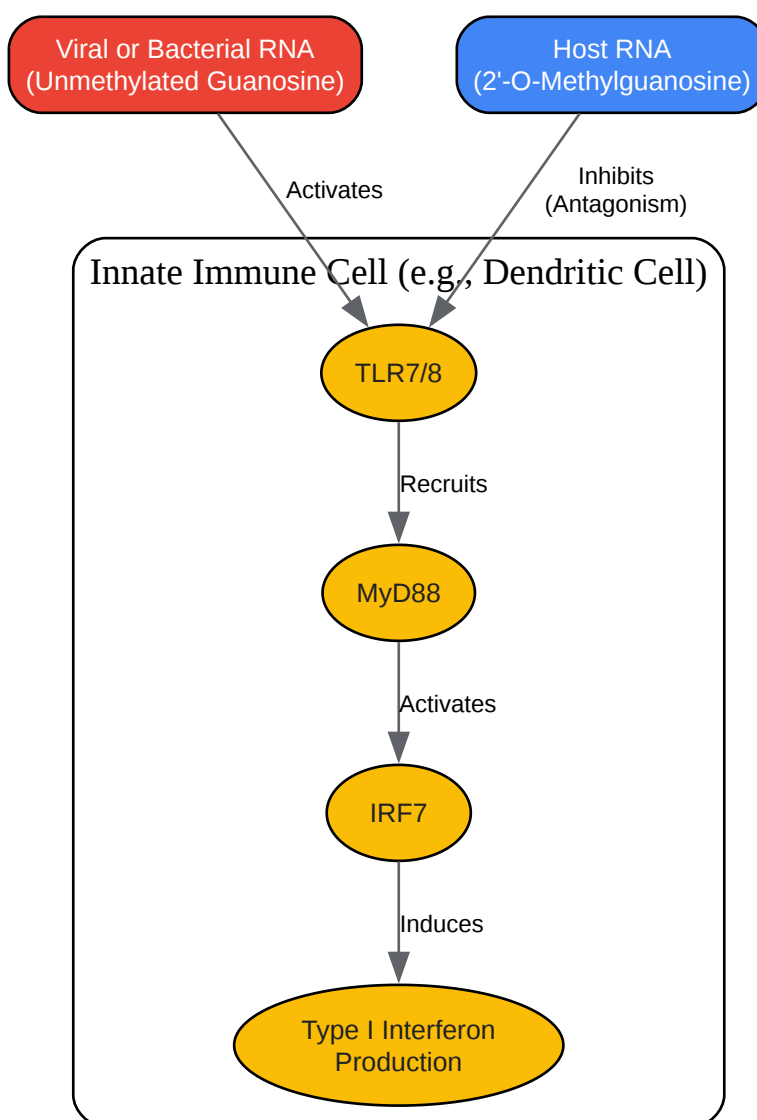 Viral or Bacterial RNA
(Unmethylated Guanosine)
Host RNA
(2'-O-Methylguanosine)
Activates
Inhibits
(Antagonism)
Innate Immune Cell (e.g., Dendritic Cell)
TLR7/8
Recruits
MyD88
Activates
IRF7
Induces
Type I Interferon
Production